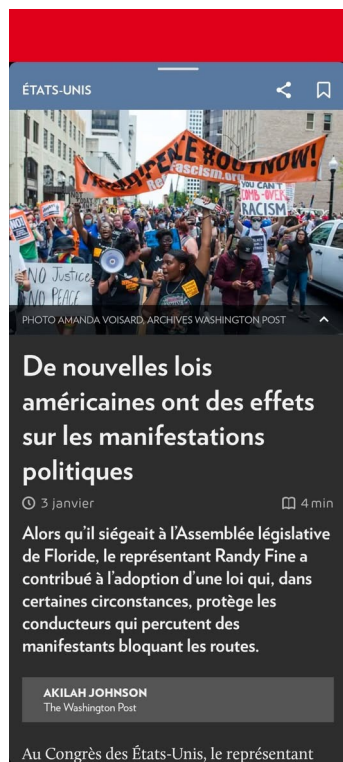 ÉTATS-UNIS
TRUMP/PENCE #OUTNOW!
RefuseFascism.org
YOU CAN'T
COMB-OVER
RACISM
NO Justice
NO PEACE
PHOTO AMANDA VOISARD, ARCHIVES WASHINGTON POST
De nouvelles lois
américaines ont des effets
sur les manifestations
politiques
3 janvier
4 min
Alors qu'il siégeait à l'Assemblée législative
de Floride, le représentant Randy Fine a
contribué à l'adoption d'une loi qui, dans
certaines circonstances, protège les
conducteurs qui percutent des
manifestants bloquant les routes.
AKILAH JOHNSON
The Washington Post
Au Congrès des États-Unis, le représentant